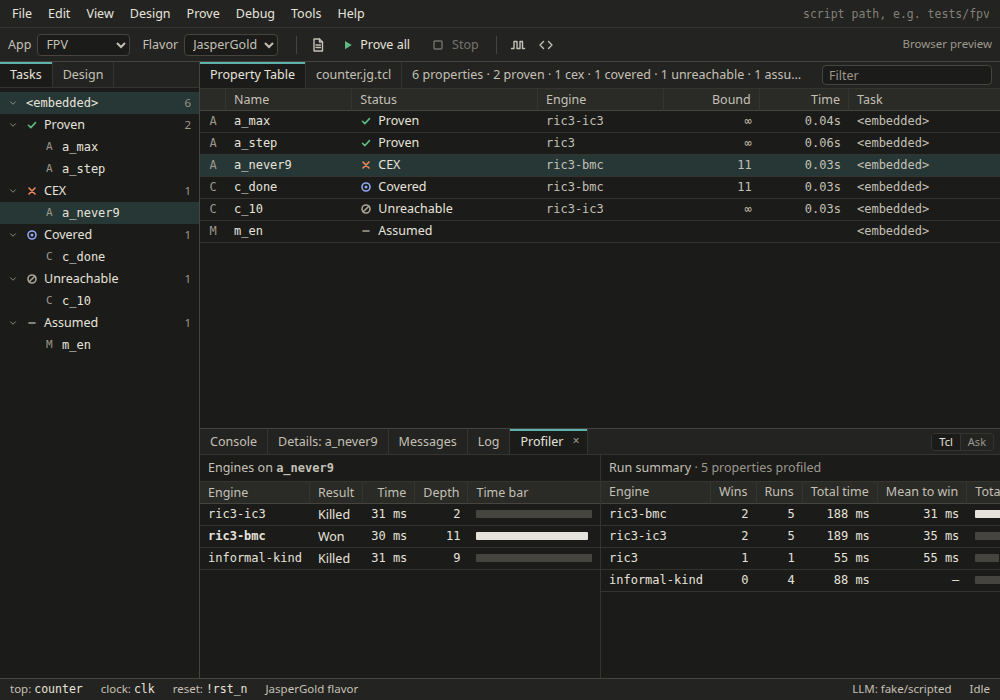 File Edit View Design Prove Debug Tools Help script path, e.g. tests/fpv
App FPV Flavor JasperGold Prove all Stop Browser preview
Tasks Design
<embedded> 6
Proven 2
A a_max
A a_step
CEX 1
A a_never9
Covered 1
C c_done
Unreachable 1
C c_10
Assumed 1
M m_en
Property Table counter.jg.tcl 6 properties · 2 proven · 1 cex · 1 covered · 1 unreachable · 1 assu... Filter
Name Status Engine Bound Time Task
A a_max Proven ric3-ic3 ∞ 0.04s <embedded>
A a_step Proven ric3 ∞ 0.06s <embedded>
A a_never9 CEX ric3-bmc 11 0.03s <embedded>
C c_done Covered ric3-bmc 11 0.03s <embedded>
C c_10 Unreachable ric3-ic3 ∞ 0.03s <embedded>
M m_en Assumed <embedded>
Console Details: a_never9 Messages Log Profiler × Tcl Ask
Engines on a_never9
Engine Result Time Depth Time bar
ric3-ic3 Killed 31 ms 2
ric3-bmc Won 30 ms 11
informal-kind Killed 31 ms 9
Run summary · 5 properties profiled
Engine Wins Runs Total time Mean to win Tota
ric3-bmc 2 5 188 ms 31 ms
ric3-ic3 2 5 189 ms 35 ms
ric3 1 1 55 ms 55 ms
informal-kind 0 4 88 ms –
top: counter clock: clk reset: !rst_n JasperGold flavor LLM: fake/scripted Idle